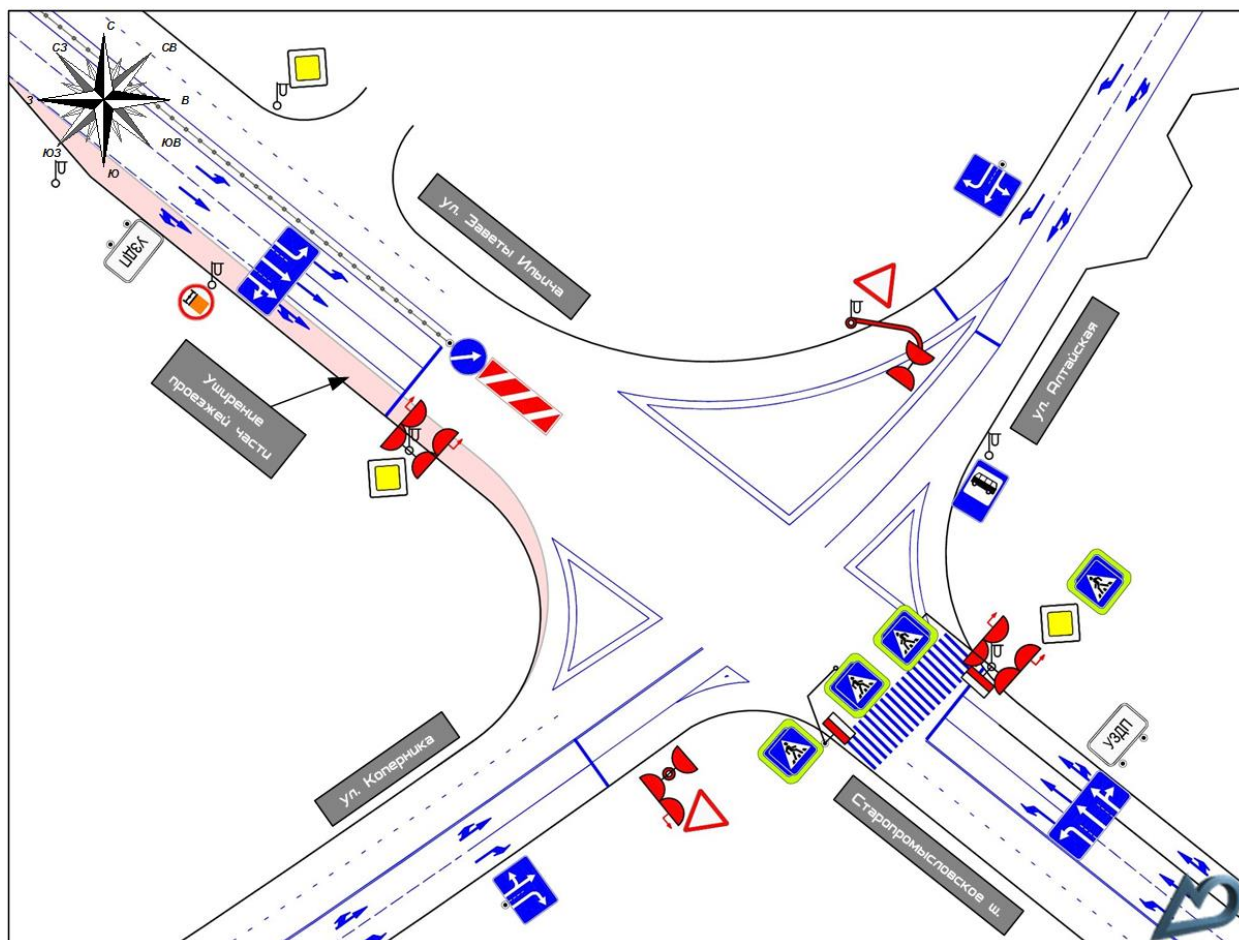 С
СЗ
СВ
З
В
ЮЗ
ЮВ
Ю
УЗДП
ул. Заветы Ильича
Уширение
проезжей части
ул. Алтайская
ул. Коперника
УЗДП
Старопромысловское ш.